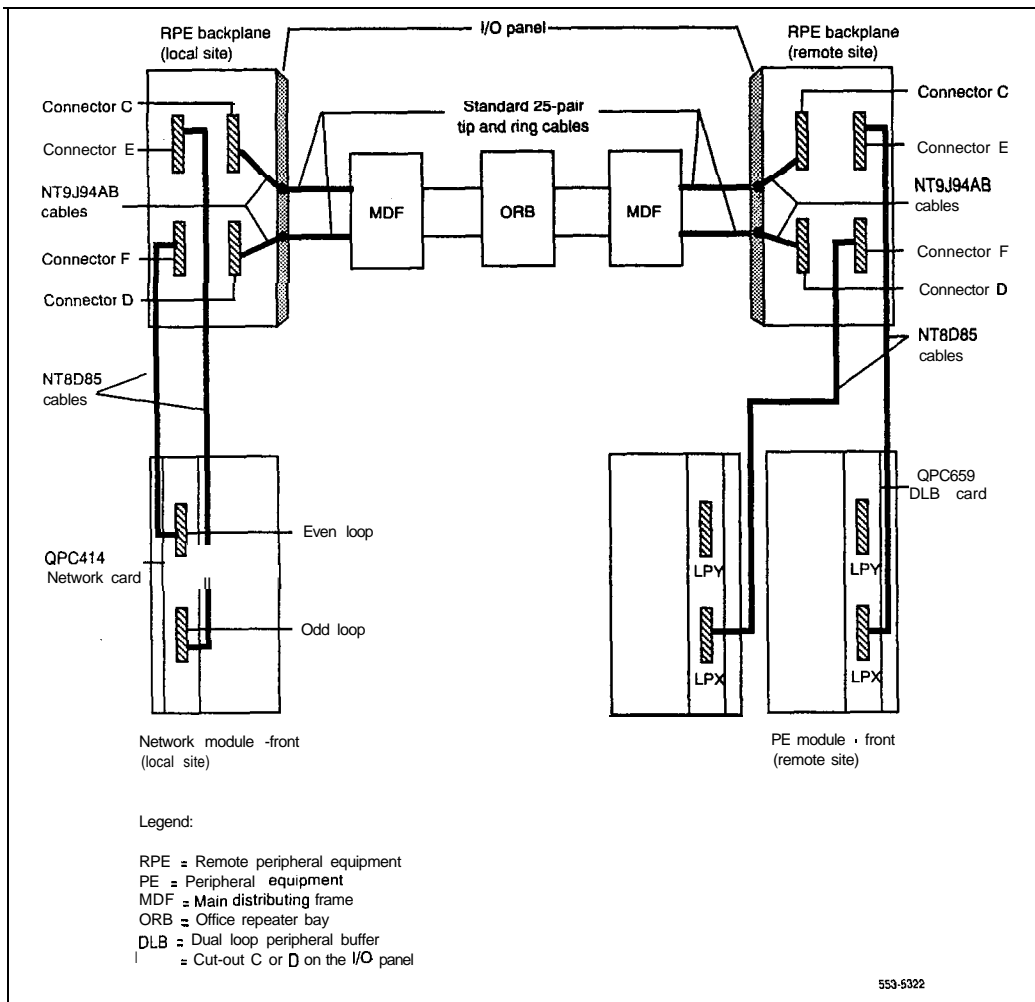 RPE backplane
(local site)
I/O panel
RPE backplane
(remote site)
Connector C
Connector E
NT9J94AB
cables
Connector F
Connector D
Standard 25-pair
tip and ring cables
MDF
ORB
MDF
Connector C
Connector E
NT9J94AB
cables
Connector F
Connector D
NT8D85
cables
NT8D85
cables
QPC414
Network card
Even loop
Odd loop
LPY
LPX
LPY
LPX
QPC659
DLB card
Network module -front
(local site)
PE module - front
(remote site)
Legend:
RPE = Remote peripheral equipment
PE = Peripheral equipment
MDF = Main distributing frame
ORB = Office repeater bay
DLB = Dual loop peripheral buffer
= Cut-out C or D on the I/O panel
553-5322